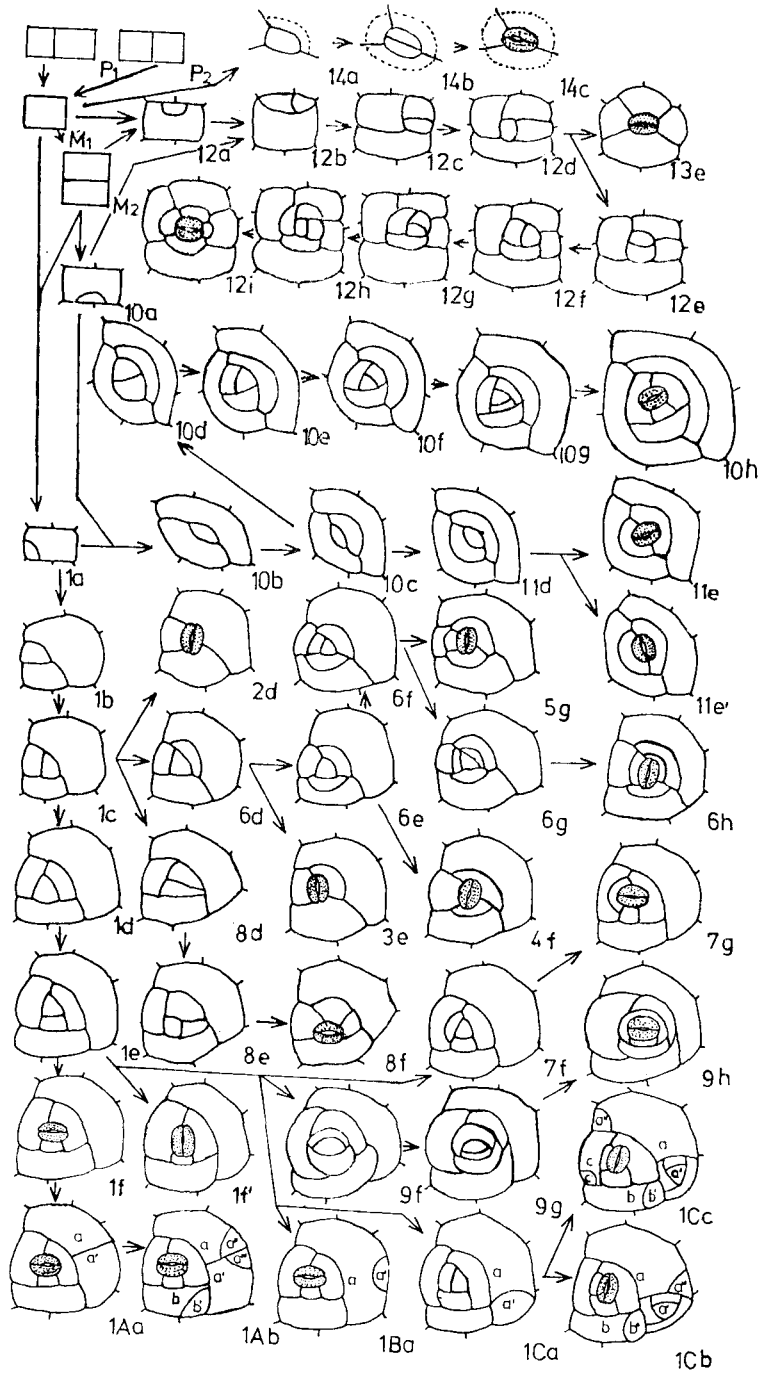 P₁ P₂ 14a 14b 14c
M₁ 12a 12b 12c 12d 13e
M₂ 12i 12h 12g 12f 12e
10a
10d 10e 10f 10g 10h
1a 10b 10c 11d 11e
1b 2d 6f 5g 11e'
1c 6d 6e 6g 6h
1d 8d 3e 4f 7g
1e 8e 8f 7f 9h
1f 1f' 9f 9g 1Cc
a a' b b' c
1Aa 1Ab 1Ba 1Ca 1Cb
a a' a a' b b' a a' a a' a b b'